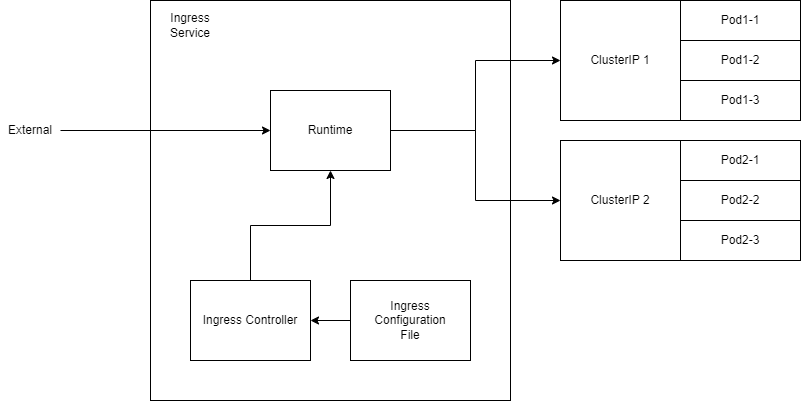 Ingress
Service
External
Runtime
Ingress Controller
Ingress
Configuration
File
ClusterIP 1
Pod1-1
Pod1-2
Pod1-3
ClusterIP 2
Pod2-1
Pod2-2
Pod2-3